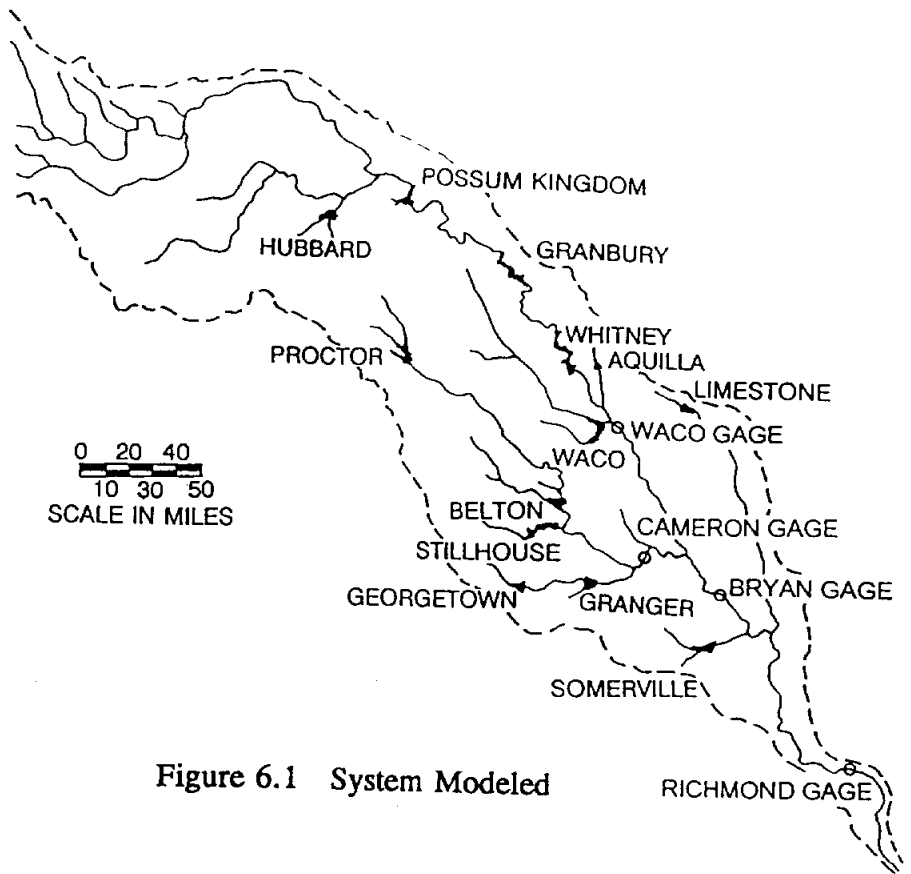 POSSUM KINGDOM
HUBBARD
GRANBURY
WHITNEY
AQUILLA
PROCTOR
LIMESTONE
WACO GAGE
WACO
0 20 40
10 30 50
SCALE IN MILES
BELTON
CAMERON GAGE
STILLHOUSE
BRYAN GAGE
GEORGETOWN
GRANGER
SOMERVILLE
Figure 6.1 System Modeled
RICHMOND GAGE